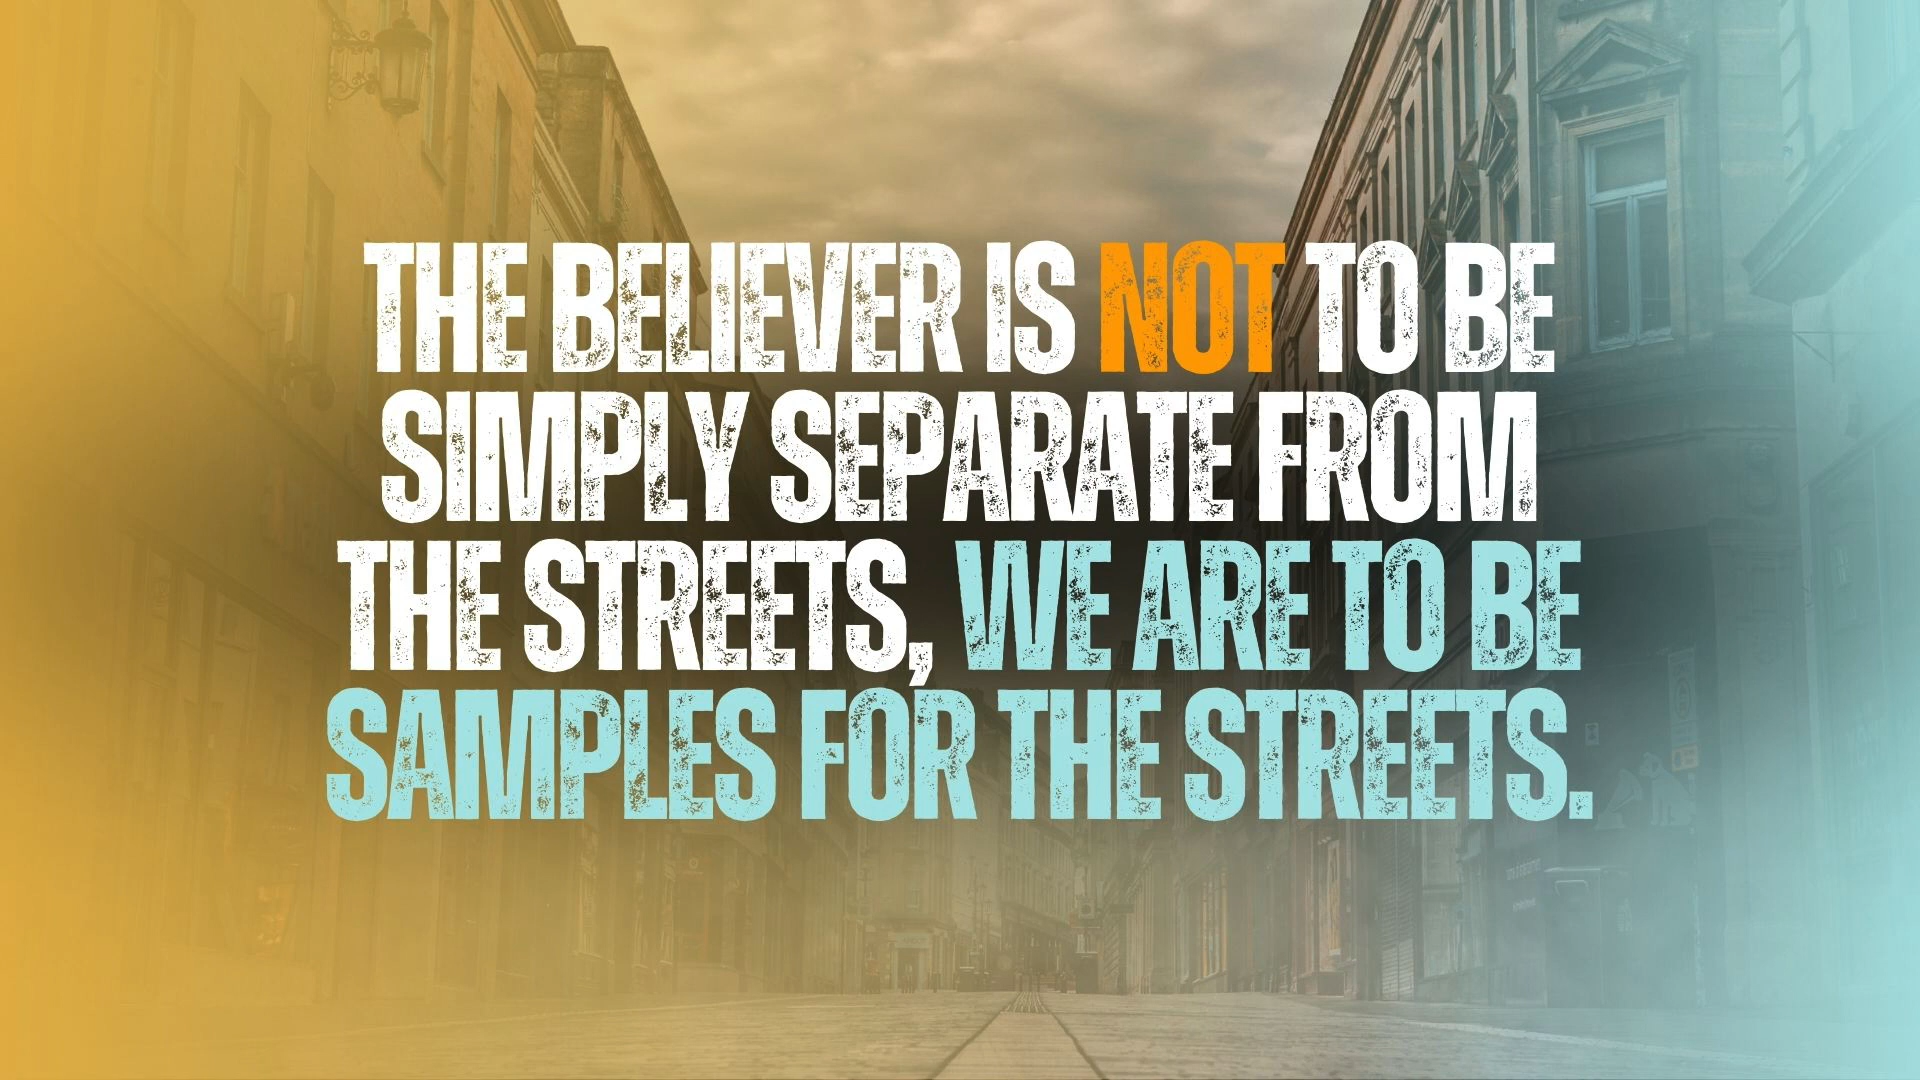 THE BELIEVER IS NOT TO BE
SIMPLY SEPARATE FROM
THE STREETS, WE ARE TO BE
SAMPLES FOR THE STREETS.